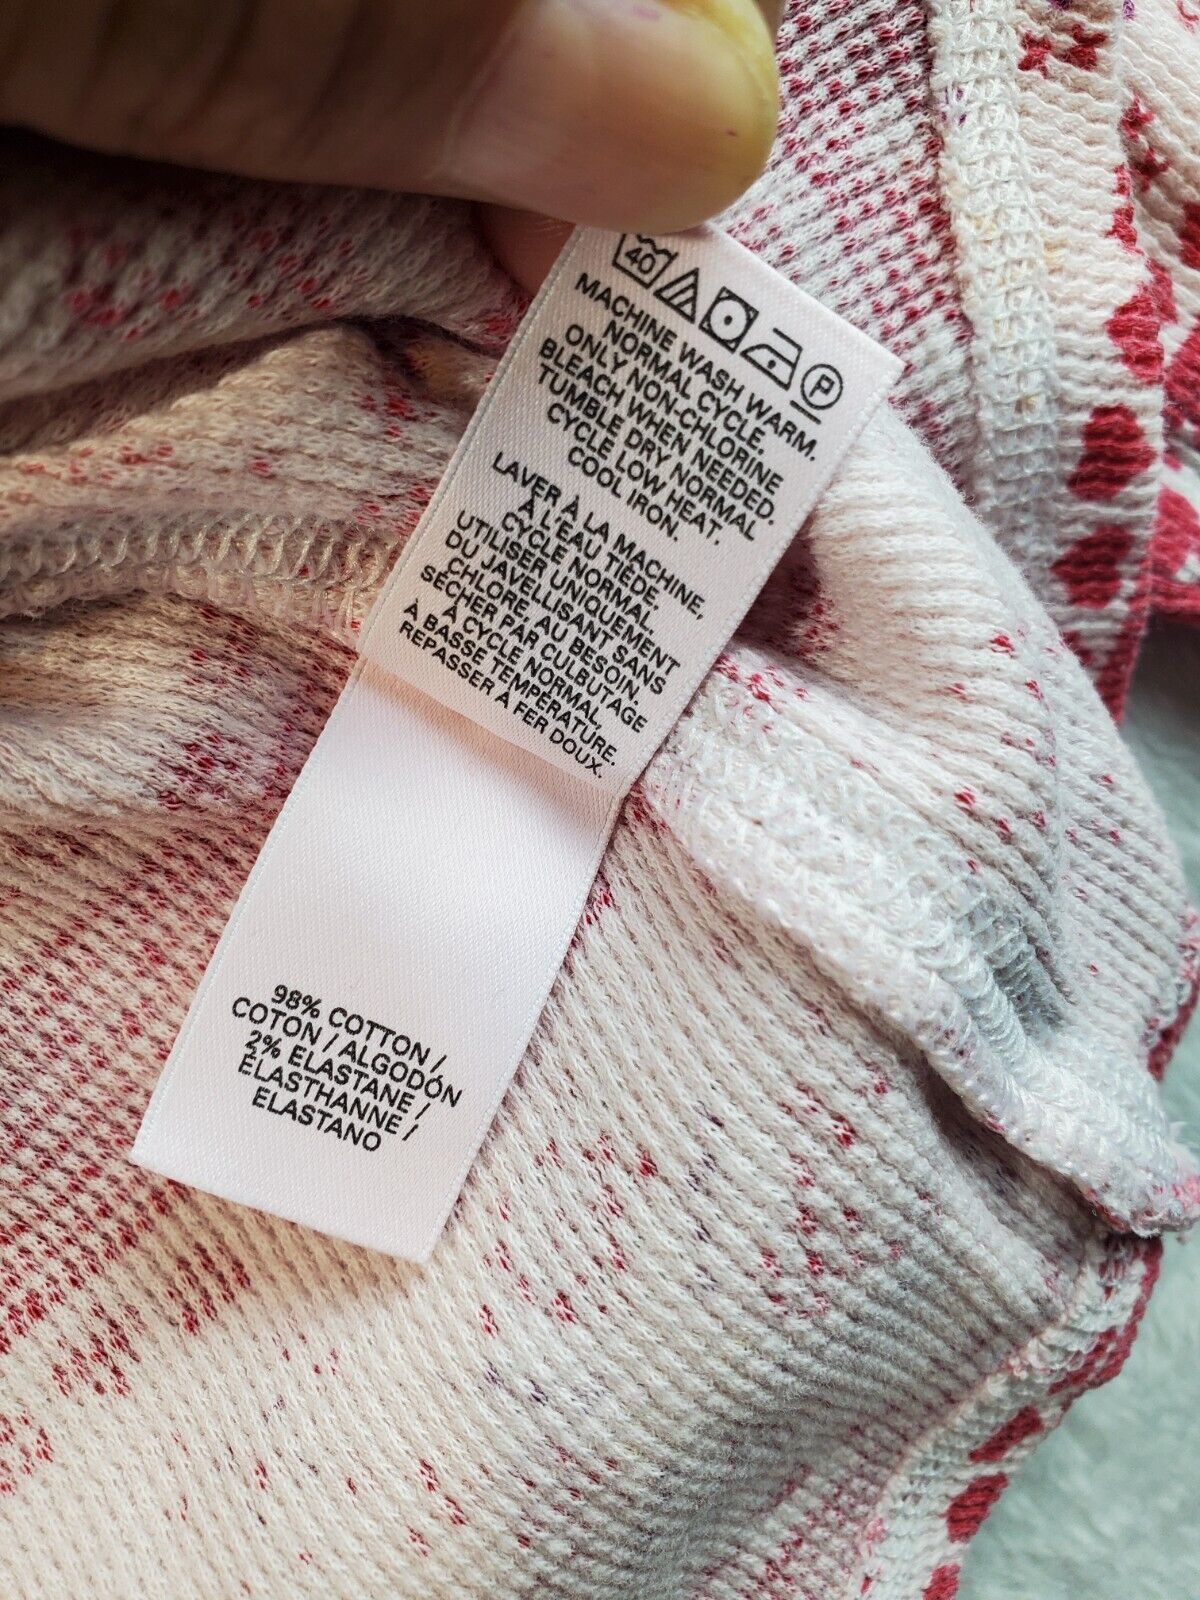 40 P
MACHINE WASH WARM.
NORMAL CYCLE.
ONLY NON-CHLORINE
BLEACH WHEN NEEDED.
TUMBLE DRY NORMAL
CYCLE LOW HEAT.
COOL IRON.
LAVER À LA MACHINE,
À L'EAU TIÈDE.
CYCLE NORMAL.
UTILISER UNIQUEMENT
DU JAVELLISANT SANS
CHLORE, AU BESOIN.
SÉCHER PAR CULBUTAGE
À CYCLE NORMAL,
À BASSE TEMPÉRATURE.
REPASSER À FER DOUX.
98% COTTON /
COTON / ALGODÓN
2% ELASTANE /
ÉLASTHANNE /
ELASTANO